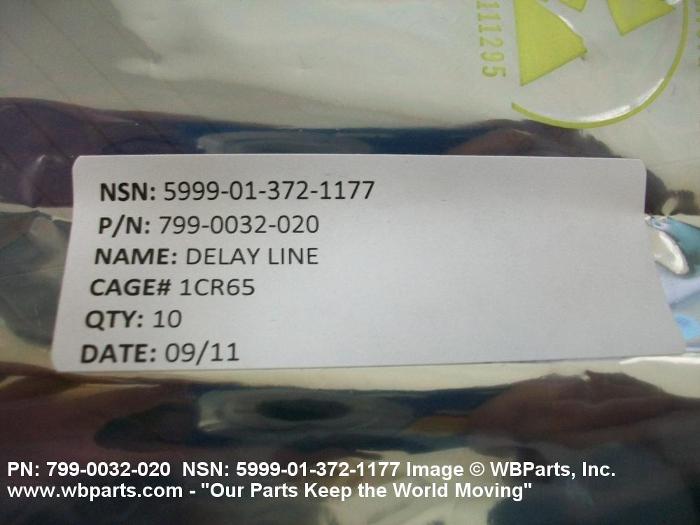 111295
NSN: 5999-01-372-1177
P/N: 799-0032-020
NAME: DELAY LINE
CAGE# 1CR65
QTY: 10
DATE: 09/11
PN: 799-0032-020 NSN: 5999-01-372-1177 Image © WBParts, Inc.
www.wbparts.com - "Our Parts Keep the World Moving"